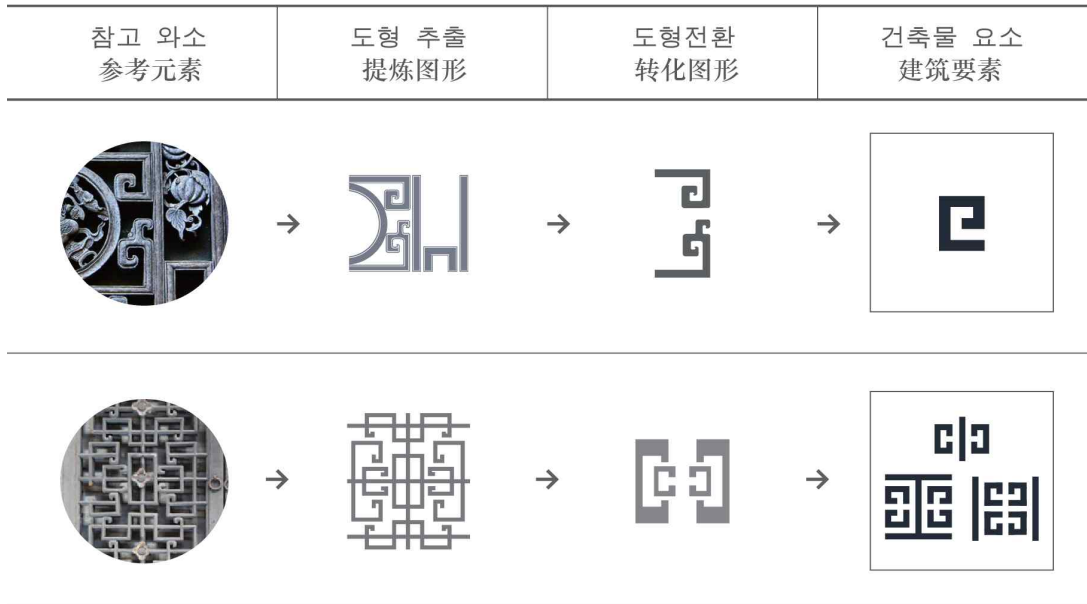 참고 와소
参考元素
도형 추출
提炼图形
도형전환
转化图形
건축물 요소
建筑要素